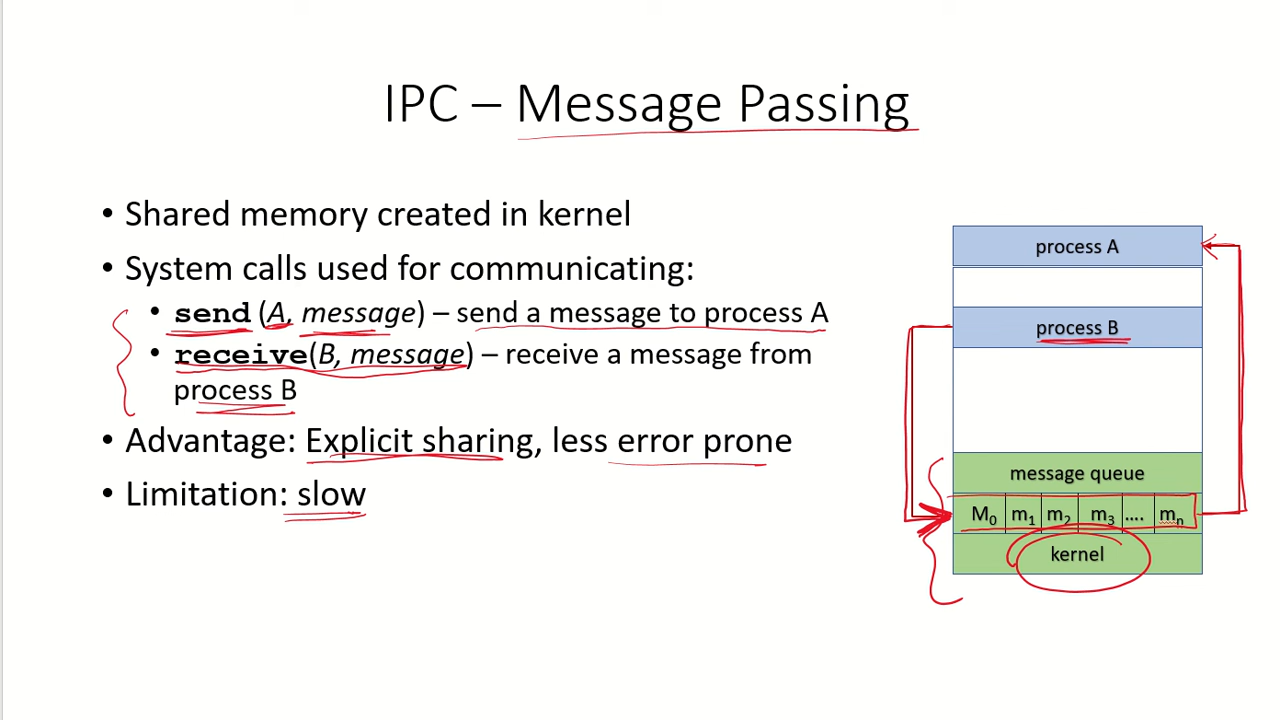 IPC – Message Passing
• Shared memory created in kernel
• System calls used for communicating:
• send (A, message) – send a message to process A
• receive(B, message) – receive a message from
process B
• Advantage: Explicit sharing, less error prone
• Limitation: slow
process A
process B
message queue
M₀ m₁ m₂ m₃ .... mₙ
kernel